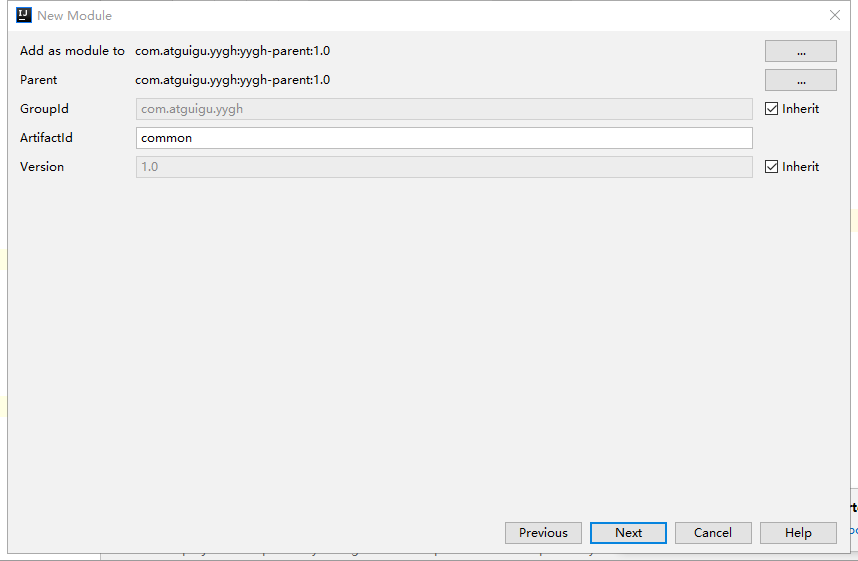 New Module
Add as module to com.atguigu.yygh:yygh-parent:1.0 ...
Parent com.atguigu.yygh:yygh-parent:1.0 ...
GroupId com.atguigu.yygh Inherit
ArtifactId common
Version 1.0 Inherit
Previous Next Cancel Help